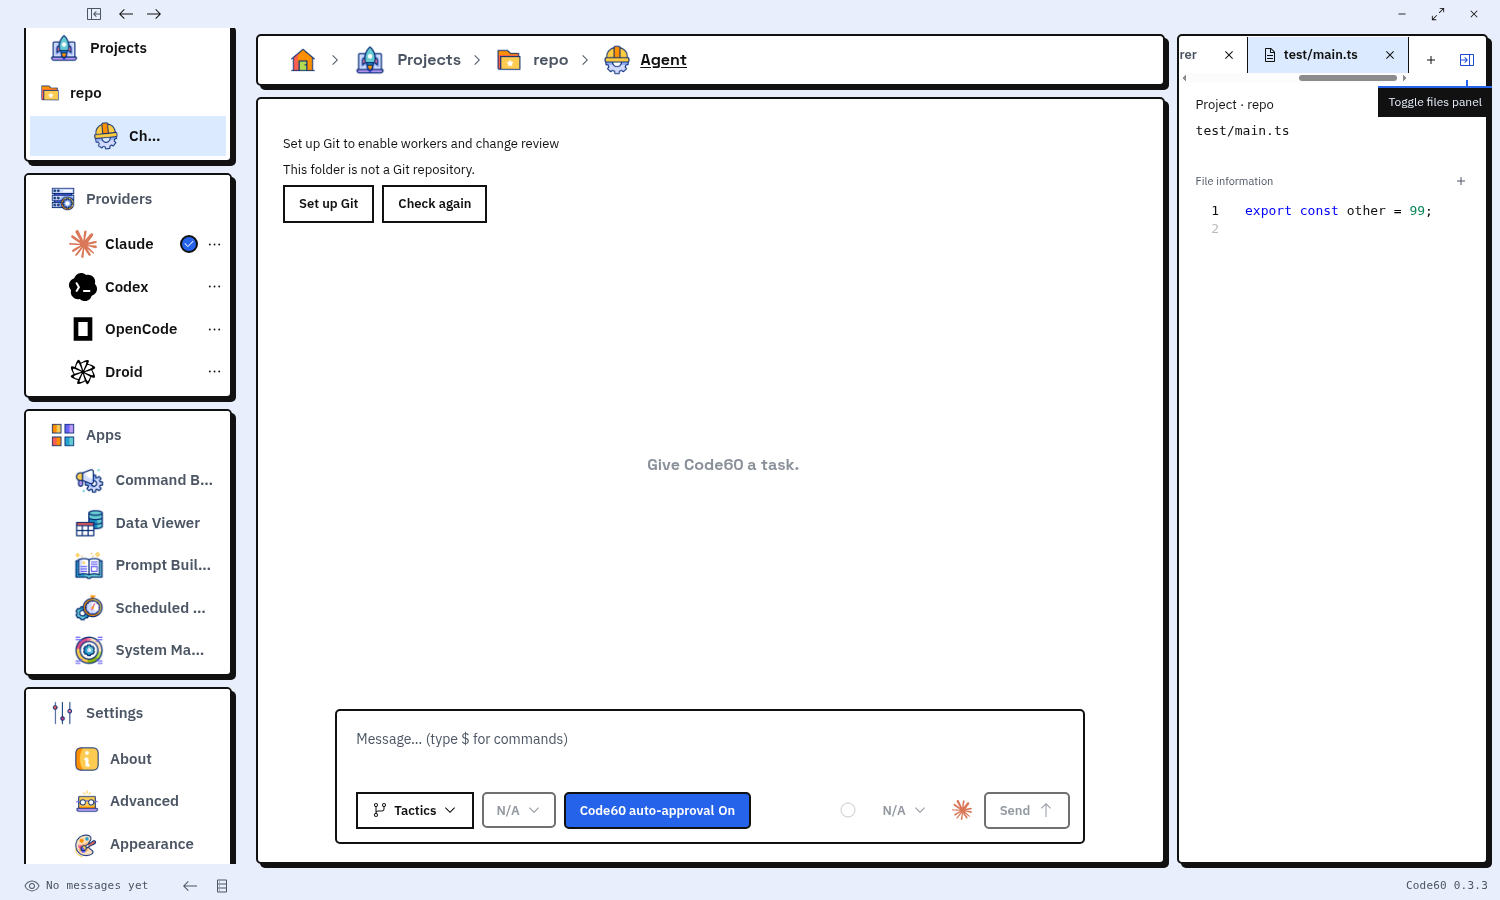 Projects
repo
Ch...
Providers
Claude
Codex
OpenCode
Droid
Apps
Command B...
Data Viewer
Prompt Buil...
Scheduled ...
System Ma...
Settings
About
Advanced
Appearance
No messages yet
Projects
repo
Agent
Set up Git to enable workers and change review
This folder is not a Git repository.
Set up Git
Check again
Give Code60 a task.
Message... (type $ for commands)
Tactics
N/A
Code60 auto-approval On
N/A
Send
rer
test/main.ts
Toggle files panel
Project · repo
test/main.ts
File information
1 export const other = 99;
2
Code60 0.3.3